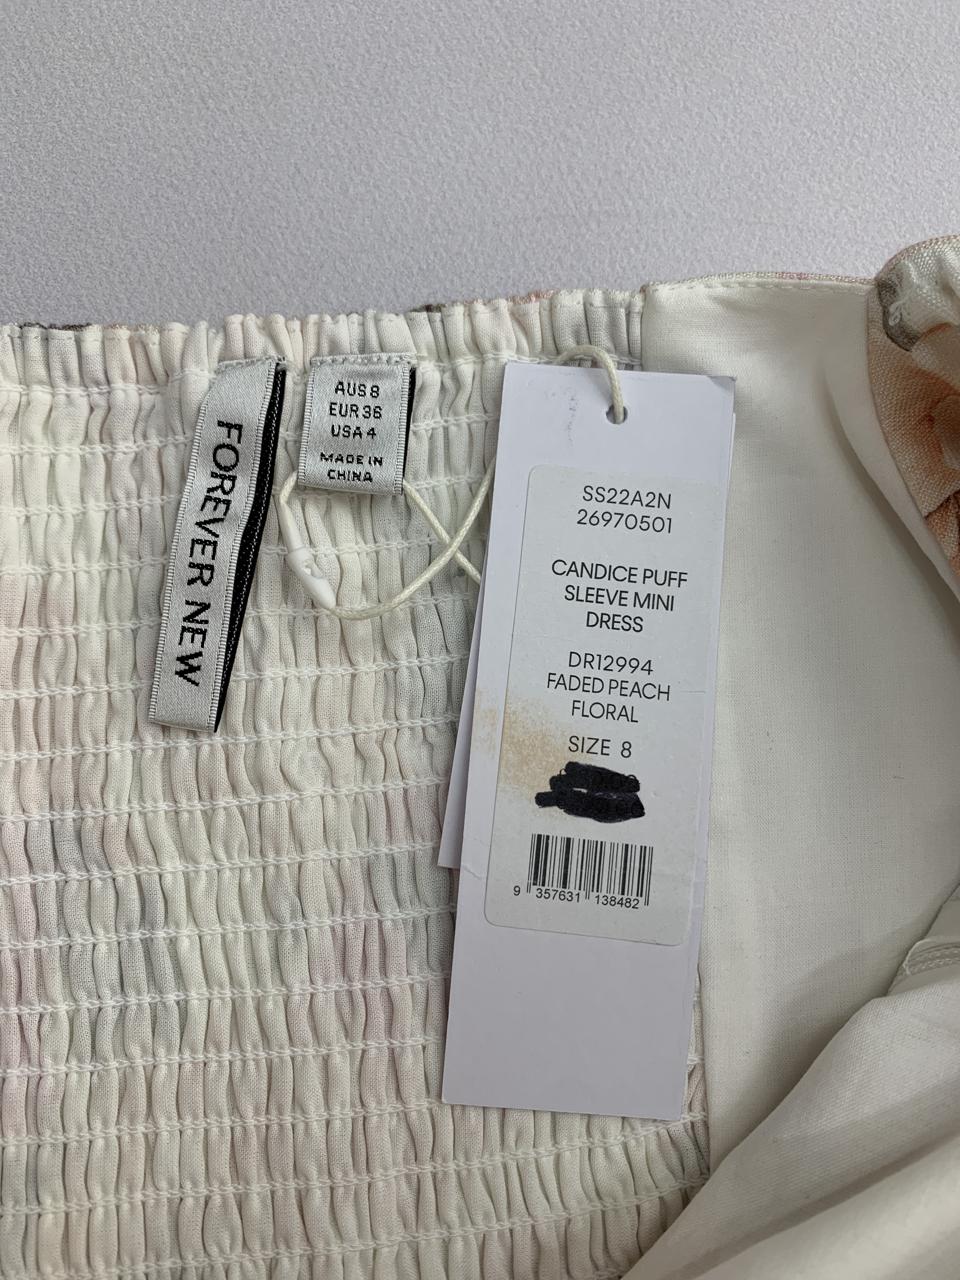 FOREVER NEW
AUS 8
EUR 36
USA 4
MADE IN
CHINA
SS22A2N
26970501
CANDICE PUFF
SLEEVE MINI
DRESS
DR12994
FADED PEACH
FLORAL
SIZE 8
9 357631 138482